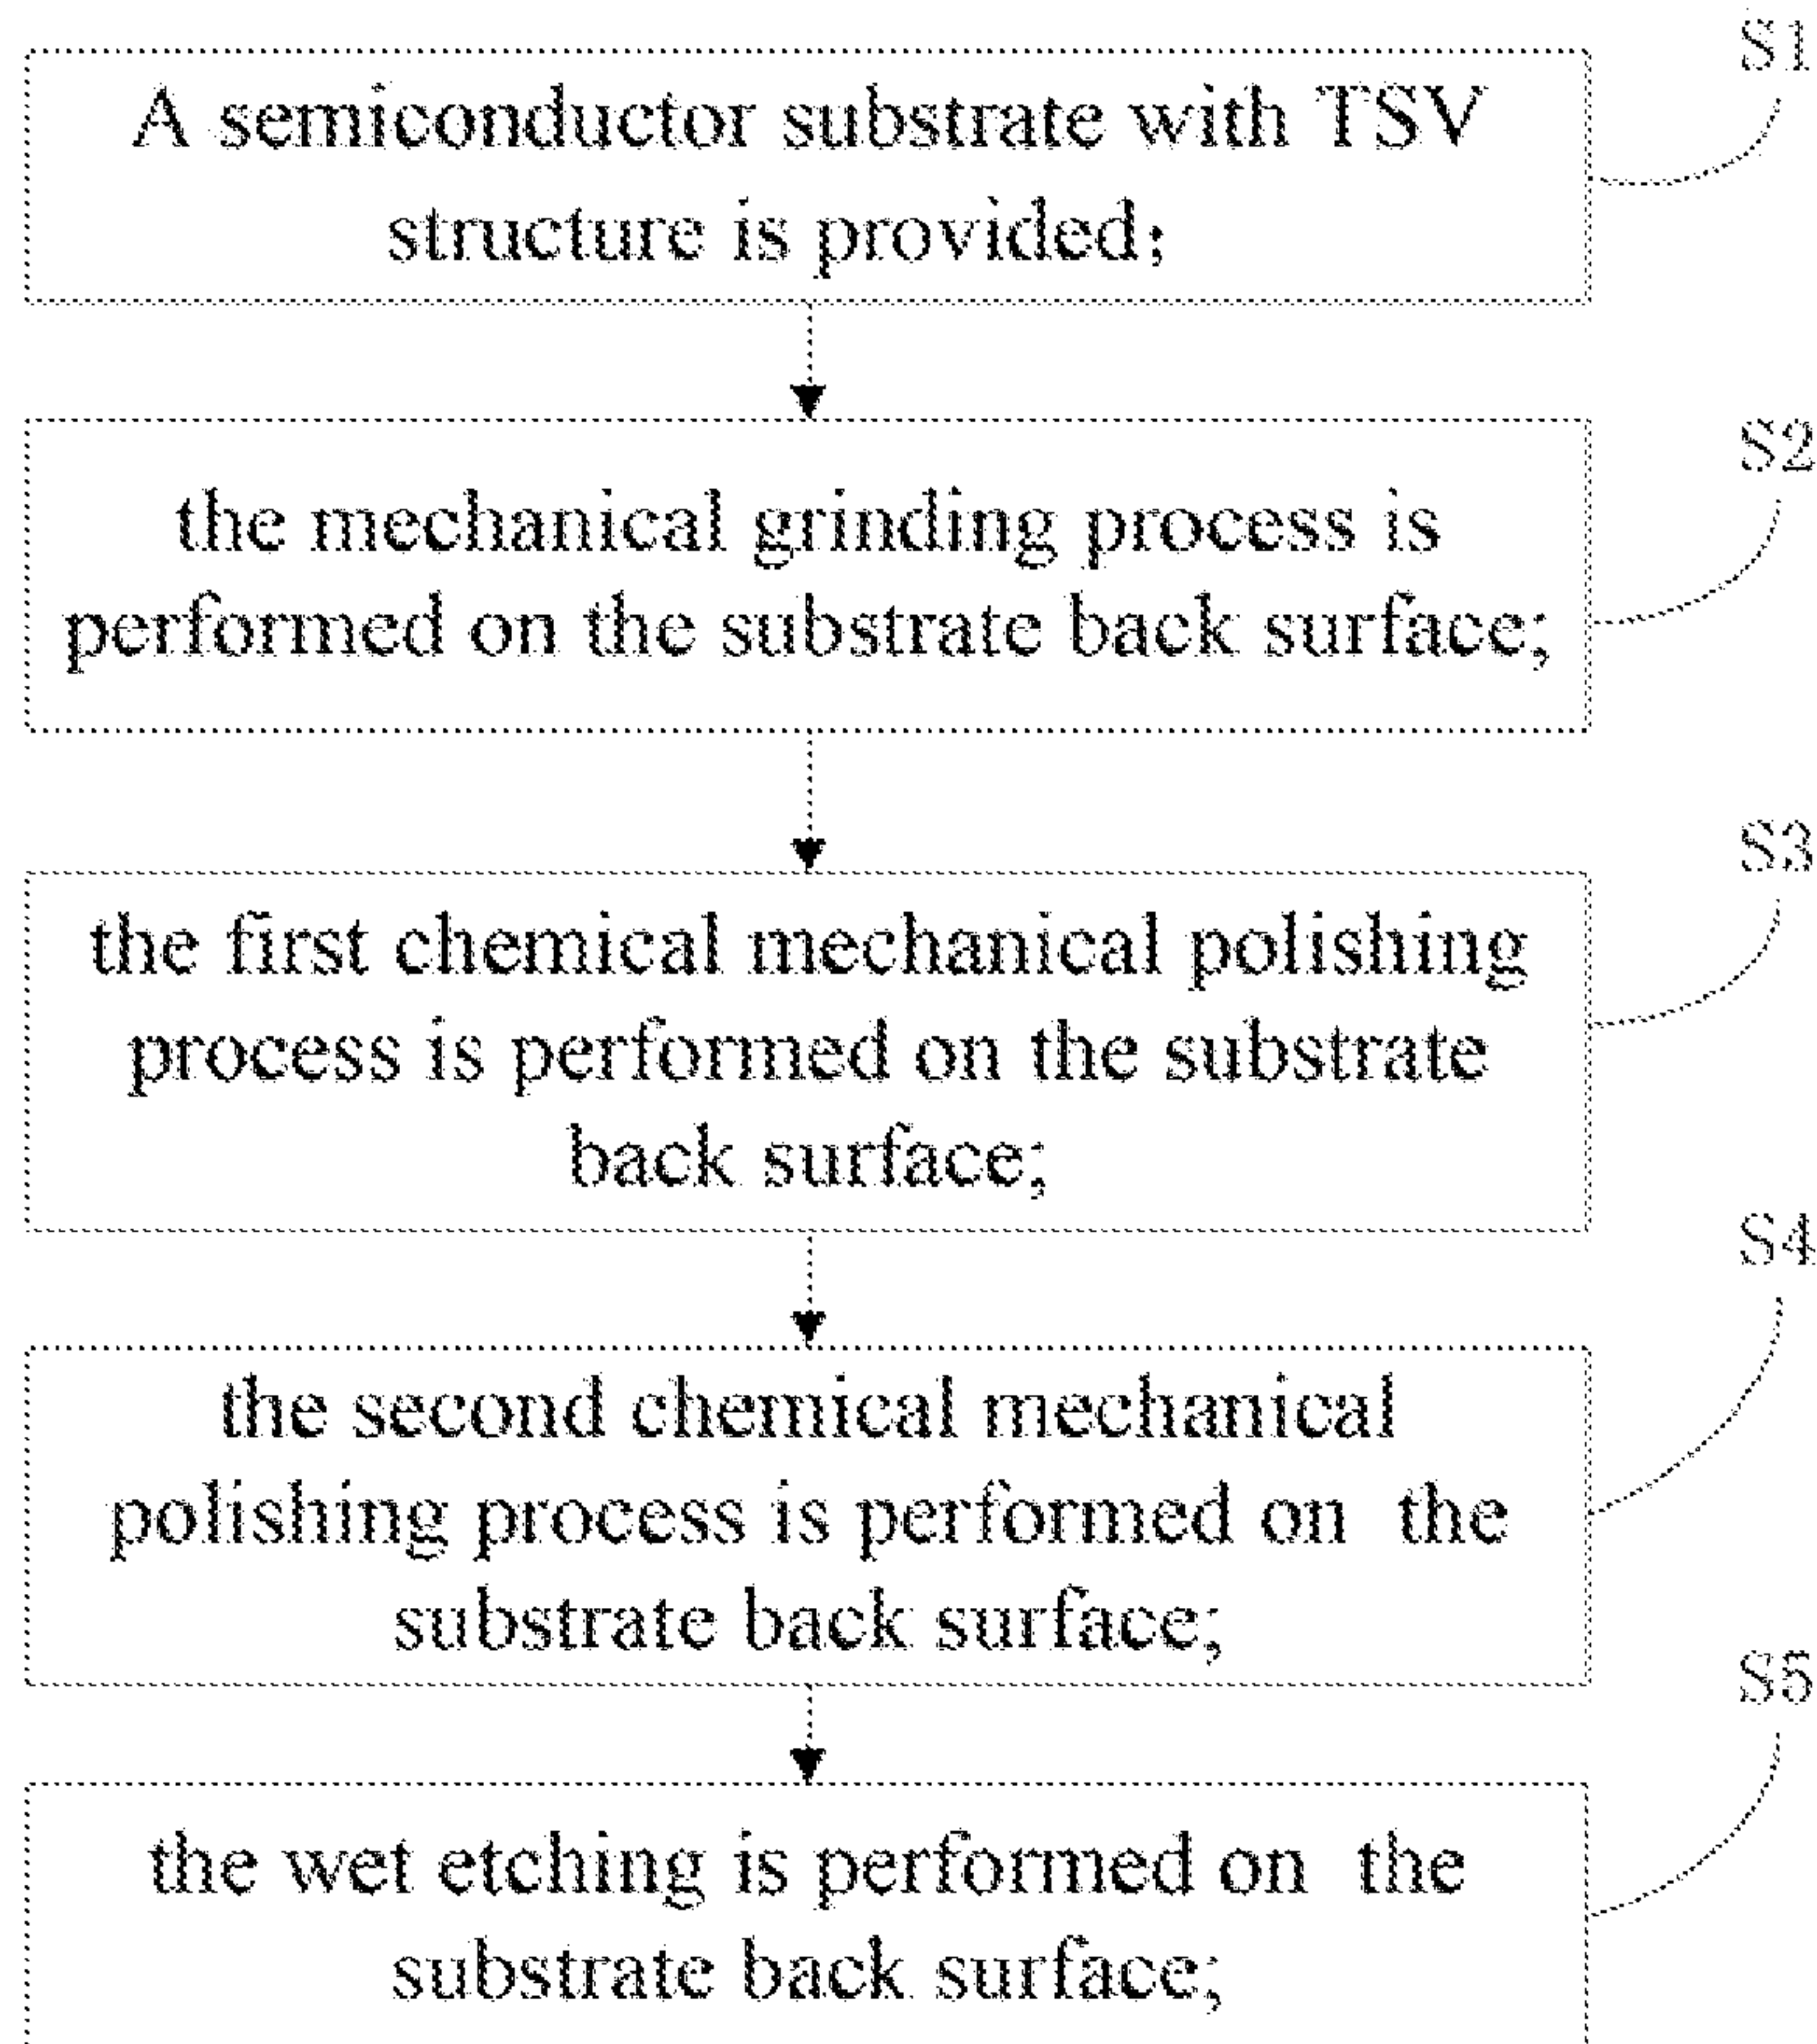 S1
A semiconductor substrate with TSV
structure is provided;
S2
the mechanical grinding process is
performed on the substrate back surface;
S3
the first chemical mechanical polishing
process is performed on the substrate
back surface;
S4
the second chemical mechanical
polishing process is performed on the
substrate back surface;
S5
the wet etching is performed on the
substrate back surface;